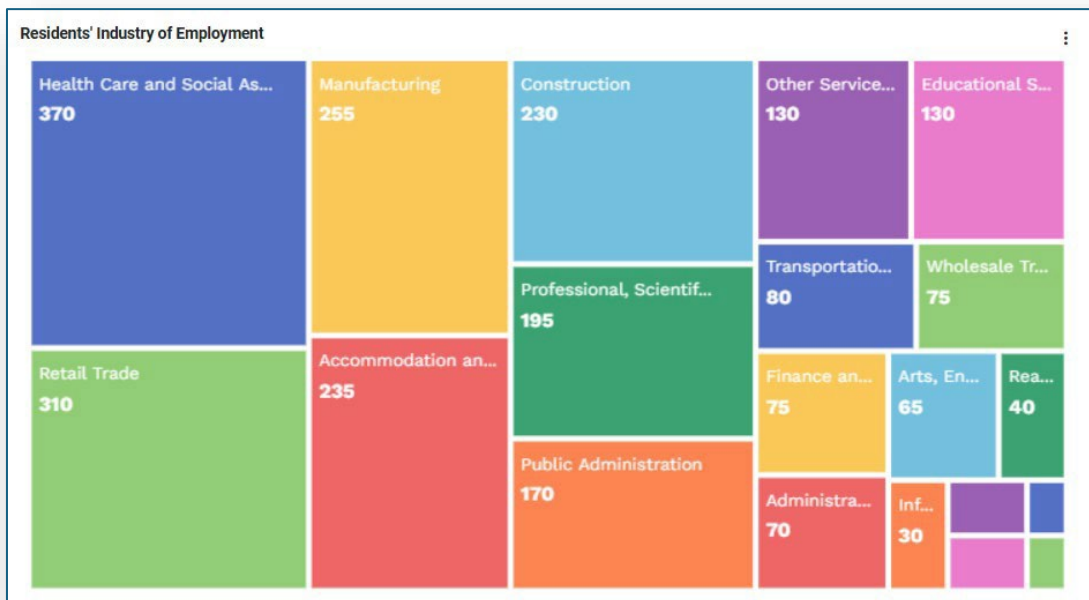 Residents' Industry of Employment
Health Care and Social As...
370
Manufacturing
255
Construction
230
Other Service...
130
Educational S...
130
Transportatio...
80
Wholesale Tr...
75
Professional, Scientif...
195
Retail Trade
310
Accommodation an...
235
Finance an...
75
Arts, En...
65
Rea...
40
Public Administration
170
Administra...
70
Inf...
30